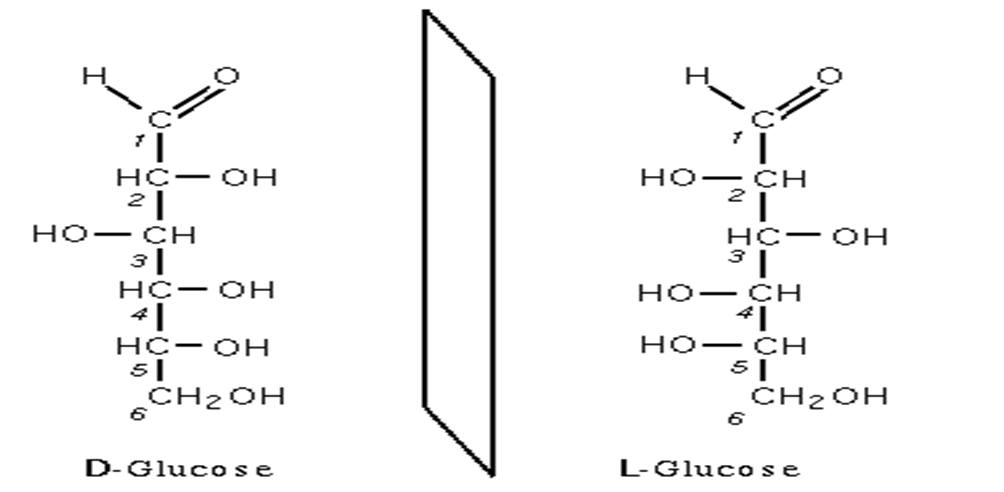 H O H O
C C
1 1
HC OH HO CH
2 2
HO CH HC OH
3 3
HC OH HO CH
4 4
HC OH HO CH
5 5
CH2OH CH2OH
6 6
D-Glucose L-Glucose